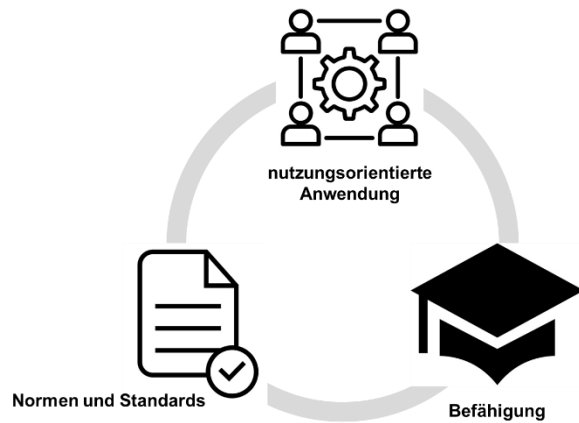 nutzungsorientierte
Anwendung
Normen und Standards
Befähigung